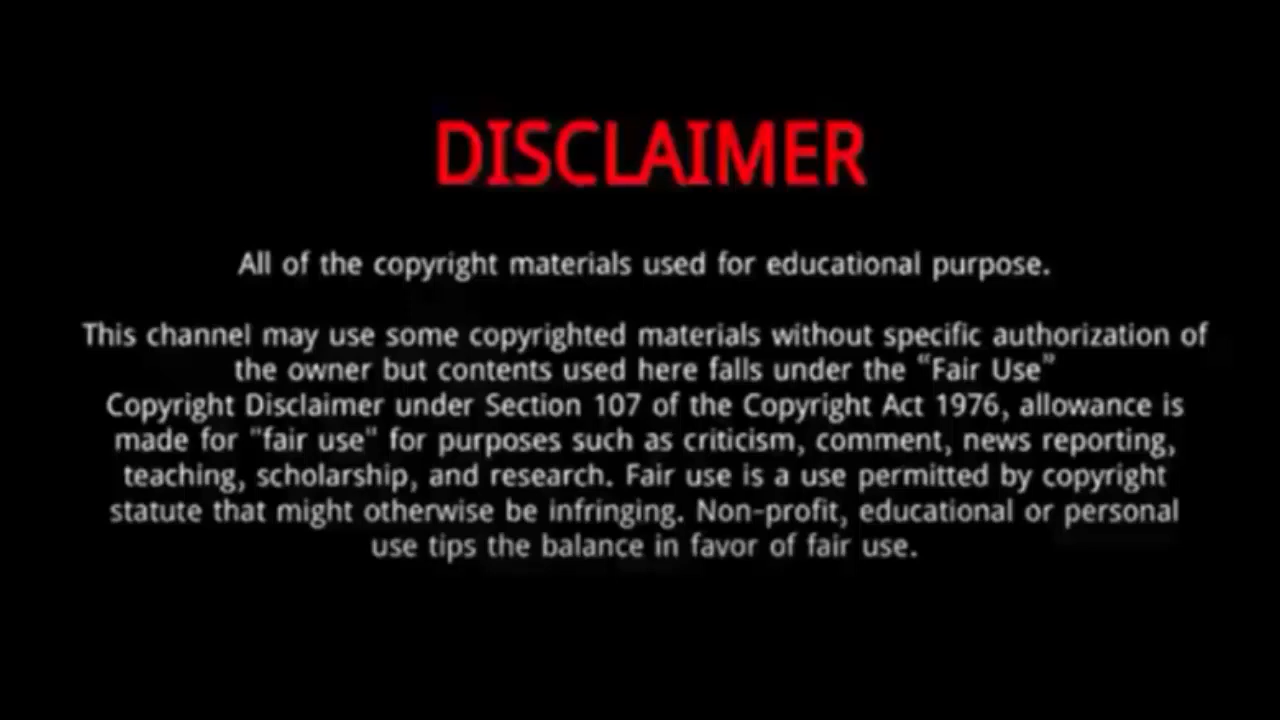 DISCLAIMER
All of the copyright materials used for educational purpose.
This channel may use some copyrighted materials without specific authorization of
the owner but contents used here falls under the “Fair Use”
Copyright Disclaimer under Section 107 of the Copyright Act 1976, allowance is
made for "fair use" for purposes such as criticism, comment, news reporting,
teaching, scholarship, and research. Fair use is a use permitted by copyright
statute that might otherwise be infringing. Non-profit, educational or personal
use tips the balance in favor of fair use.